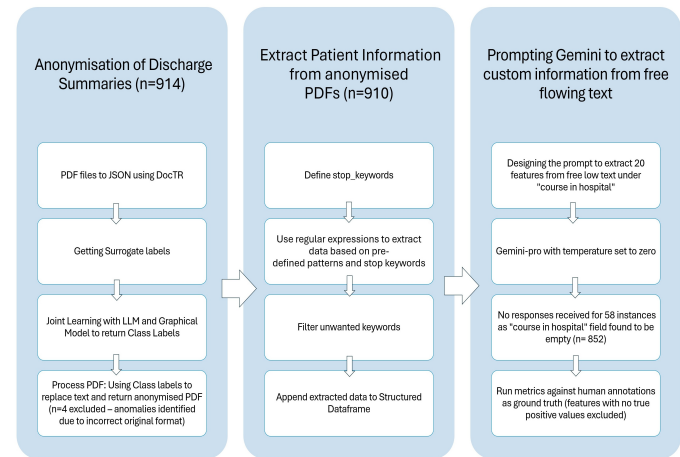 Anonymisation of Discharge
Summaries (n=914)
PDF files to JSON using DocTR
Getting Surrogate labels
Joint Learning with LLM and Graphical
Model to return Class Labels
Process PDF: Using Class labels to
replace text and return anonymised PDF
(n=4 excluded – anomalies identified
due to incorrect original format)
Extract Patient Information
from anonymised
PDFs (n=910)
Define stop_keywords
Use regular expressions to extract
data based on pre-
defined patterns and stop keywords
Filter unwanted keywords
Append extracted data to Structured
Dataframe
Prompting Gemini to extract
custom information from free
flowing text
Designing the prompt to extract 20
features from free low text under
"course in hospital"
Gemini-pro with temperature set to zero
No responses received for 58 instances
as "course in hospital" field found to be
empty (n= 852)
Run metrics against human annotations
as ground truth (features with no true
positive values excluded)